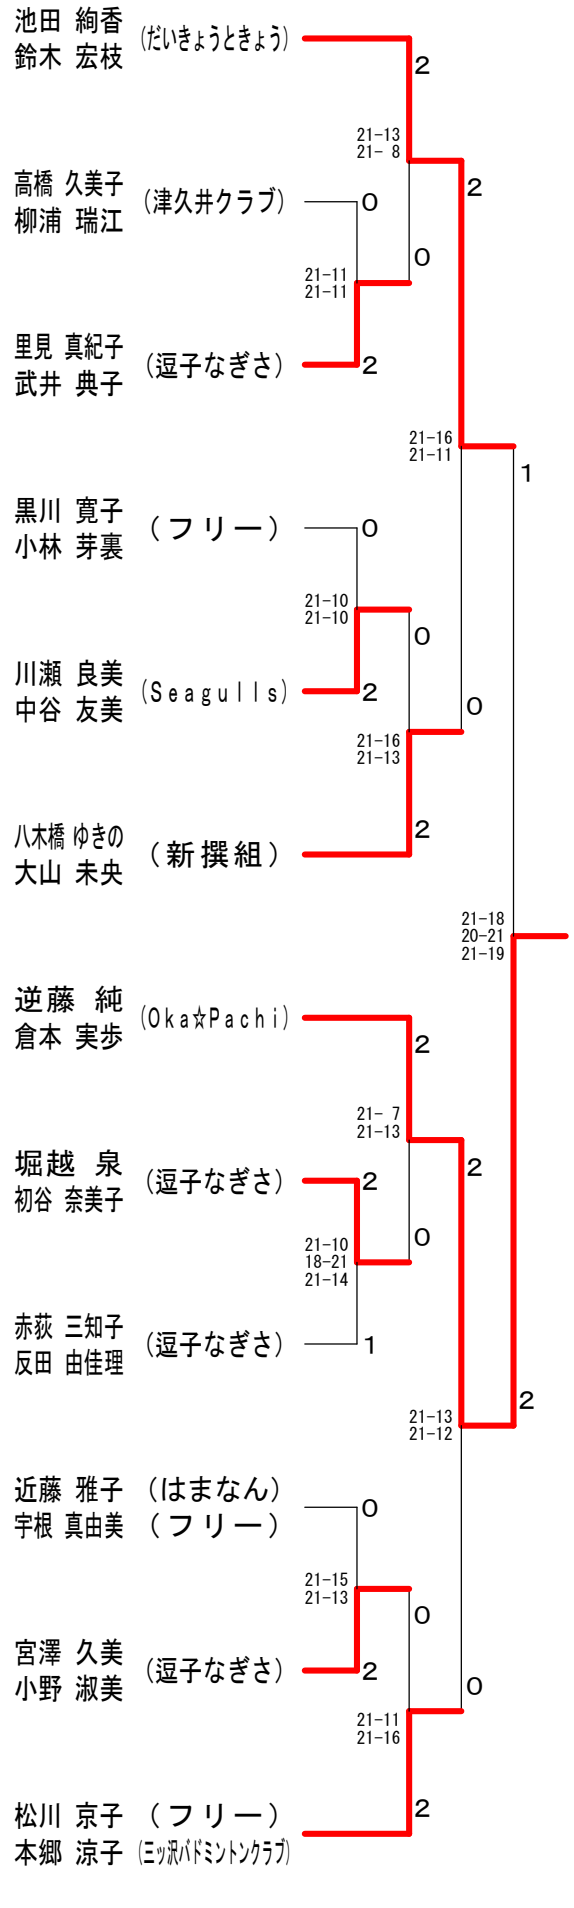 池田 絢香
鈴木 宏枝
(だいきょうときょう)
2
21-13
21- 8
2
高橋 久美子
柳浦 瑞江
(津久井クラブ)
0
0
21-11
21-11
里見 真紀子
武井 典子
(逗子なぎさ)
2
21-16
21-11
1
黒川 寛子
小林 芽裏
(フリー)
0
21-10
21-10
0
川瀬 良美
中谷 友美
(Seagulls)
2
0
21-16
21-13
八木橋 ゆきの
大山 未央
(新撰組)
2
21-18
20-21
21-19
逆藤 純
倉本 実歩
(Oka☆Pachi)
2
21- 7
21-13
2
堀越 泉
初谷 奈美子
(逗子なぎさ)
2
0
21-10
18-21
21-14
赤荻 三知子
反田 由佳理
(逗子なぎさ)
1
21-13
21-12
2
近藤 雅子 (はまなん)
宇根 真由美 (フリー)
0
21-15
21-13
0
宮澤 久美
小野 淑美
(逗子なぎさ)
2
0
21-11
21-16
松川 京子 (フリー)
本郷 涼子 (三ッ沢バドミントンクラブ)
2